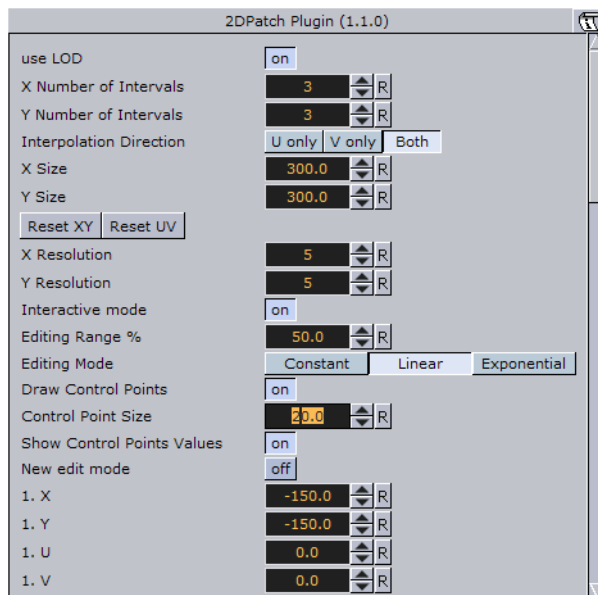 2DPatch Plugin (1.1.0)
use LOD on
X Number of Intervals 3 R
Y Number of Intervals 3 R
Interpolation Direction U only V only Both
X Size 300.0 R
Y Size 300.0 R
Reset XY Reset UV
X Resolution 5 R
Y Resolution 5 R
Interactive mode on
Editing Range % 50.0 R
Editing Mode Constant Linear Exponential
Draw Control Points on
Control Point Size 20.0 R
Show Control Points Values on
New edit mode off
1. X -150.0 R
1. Y -150.0 R
1. U 0.0 R
1. V 0.0 R